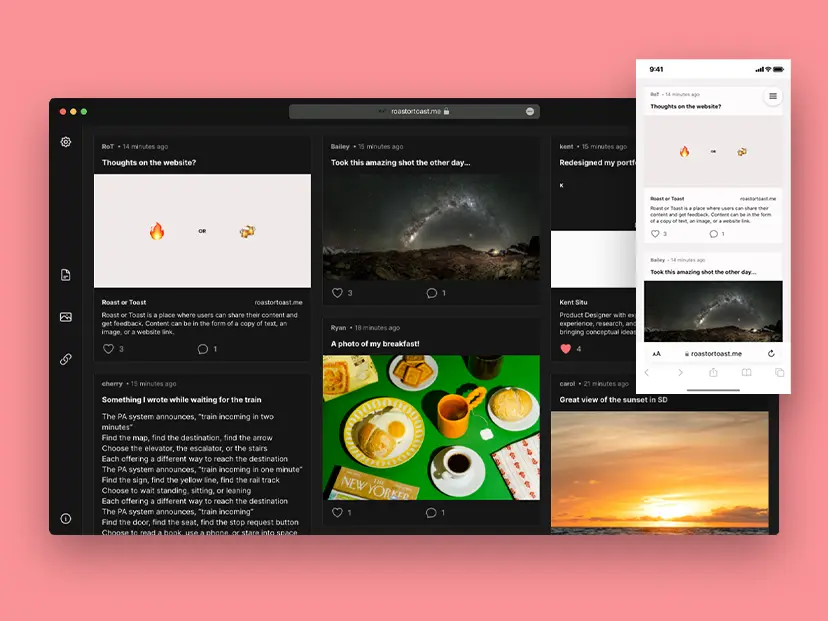 roastortoast.me
RoT • 14 minutes ago
Thoughts on the website?
OR
Roast or Toast
roastortoast.me
Roast or Toast is a place where users can share their content
and get feedback. Content can be in the form of a copy of text, an
image, or a website link.
3
1
cherry • 15 minutes ago
Something I wrote while waiting for the train
The PA system announces, "train incoming in two
minutes"
Find the map, find the destination, find the arrow
Choose the elevator, the escalator, or the stairs
Each offering a different way to reach the destination
The PA system announces, "train incoming in one minute"
Find the sign, find the yellow line, find the rail track
Choose to wait standing, sitting, or leaning
Each offering a different way to reach the destination
The PA system announces, "train incoming"
Find the door, find the seat, find the stop request button
Choose to read a book, use a phone, or stare into space
Bailey • 15 minutes ago
Took this amazing shot the other day...
3
1
Ryan • 18 minutes ago
A photo of my breakfast!
THE
NEW YORKER
1
1
kent • 15 minutes ago
Redesigned my portf
K
Kent Situ
Product Designer with ex
experience, research, and
bringing conceptual ideas
4
carol • 21 minutes ago
Great view of the sunset in SD
9:41
RoT • 14 minutes ago
Thoughts on the website?
OR
Roast or Toast
roastortoast.me
Roast or Toast is a place where users can share their
content and get feedback. Content can be in the form
of a copy of text, an image, or a website link.
3
1
Bailey • 14 minutes ago
Took this amazing shot the other day...
AA
roastortoast.me